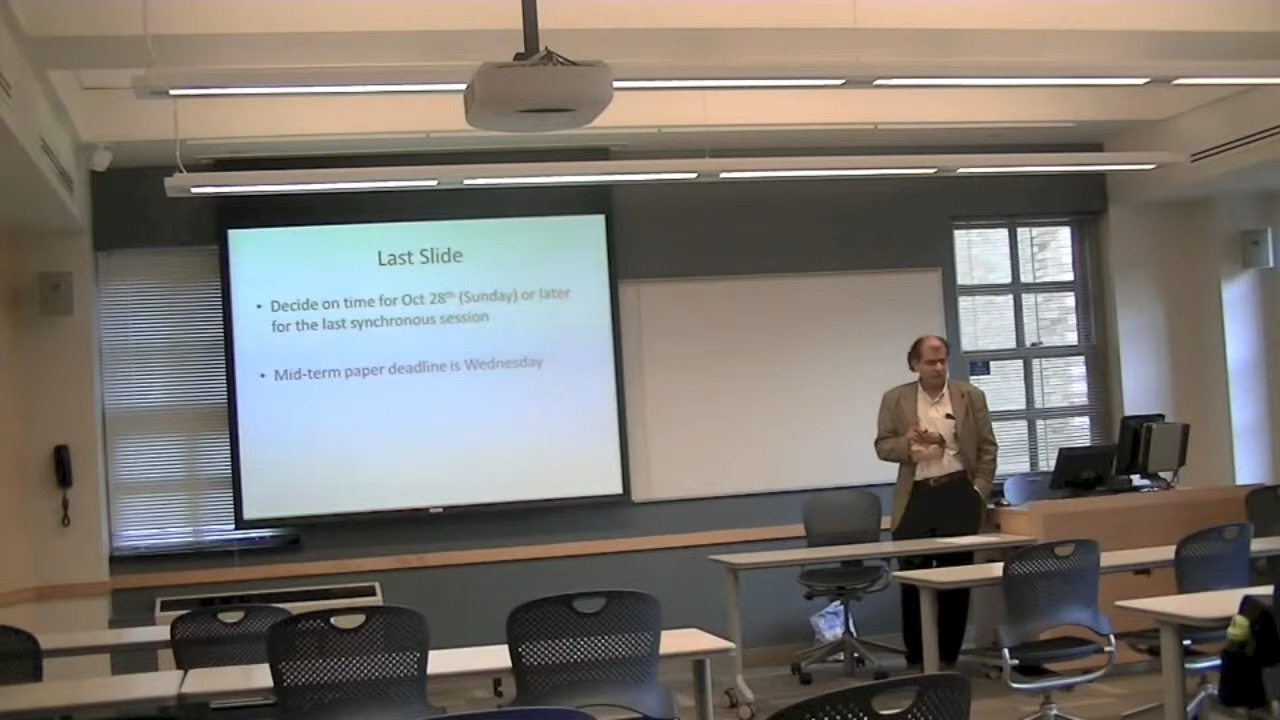 Last Slide
• Decide on time for Oct 28th (Sunday) or later
for the last synchronous session
• Mid-term paper deadline is Wednesday